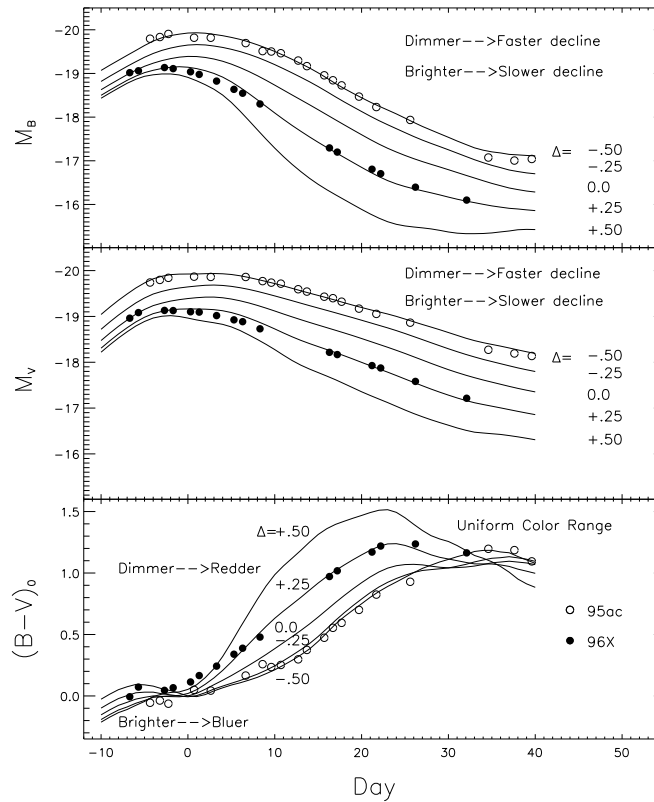 -20
-19
-18
-17
-16
M_B
Dimmer-->Faster decline
Brighter-->Slower decline
Δ= -.50
-.25
0.0
+.25
+.50
-20
-19
-18
-17
-16
M_V
Dimmer-->Faster decline
Brighter-->Slower decline
Δ= -.50
-.25
0.0
+.25
+.50
1.5
1.0
0.5
0.0
(B-V)_0
Δ=+.50
Uniform Color Range
Dimmer-->Redder
+.25
0.0
-.25
-.50
95ac
96X
Brighter-->Bluer
-10 0 10 20 30 40 50
Day